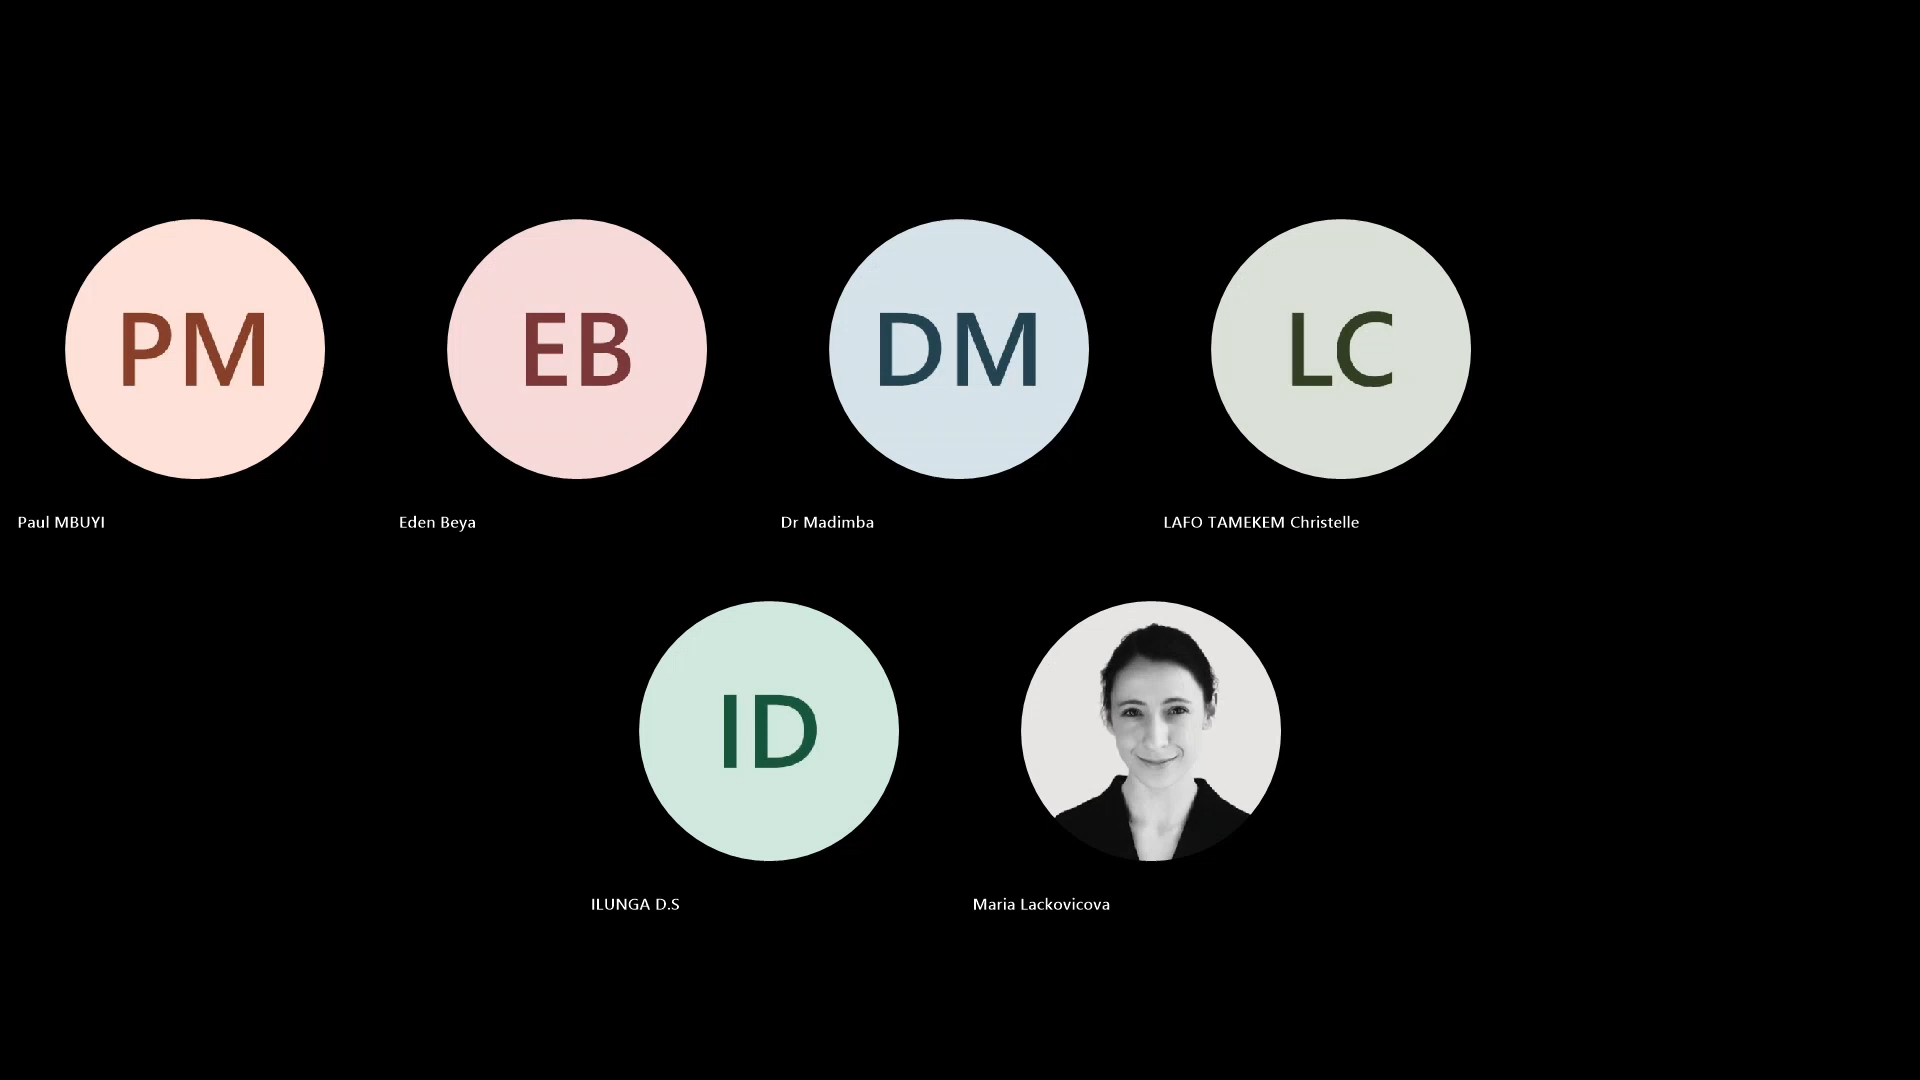 PM
EB
DM
LC
Paul MBUYI
Eden Beya
Dr Madimba
LAFO TAMEKEM Christelle
ID
ILUNGA D.S
Maria Lackovicova